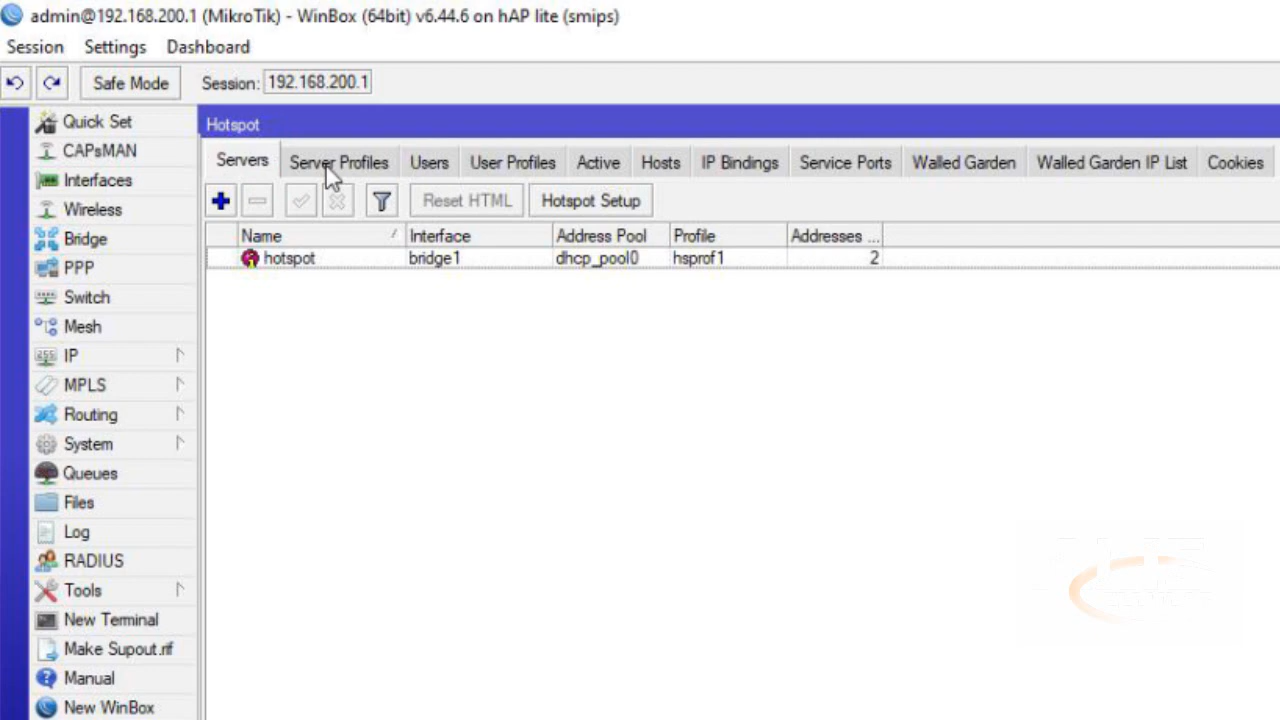 admin@192.168.200.1 (MikroTik) - WinBox (64bit) v6.44.6 on hAP lite (smips)
Session Settings Dashboard
Safe Mode Session: 192.168.200.1
Quick Set
CAPsMAN
Interfaces
Wireless
Bridge
PPP
Switch
Mesh
IP
MPLS
Routing
System
Queues
Files
Log
RADIUS
Tools
New Terminal
Make Supout.rif
Manual
New WinBox
Hotspot
Servers Server Profiles Users User Profiles Active Hosts IP Bindings Service Ports Walled Garden Walled Garden IP List Cookies
Reset HTML Hotspot Setup
Name Interface Address Pool Profile Addresses ...
hotspot bridge1 dhcp_pool0 hsprof1 2